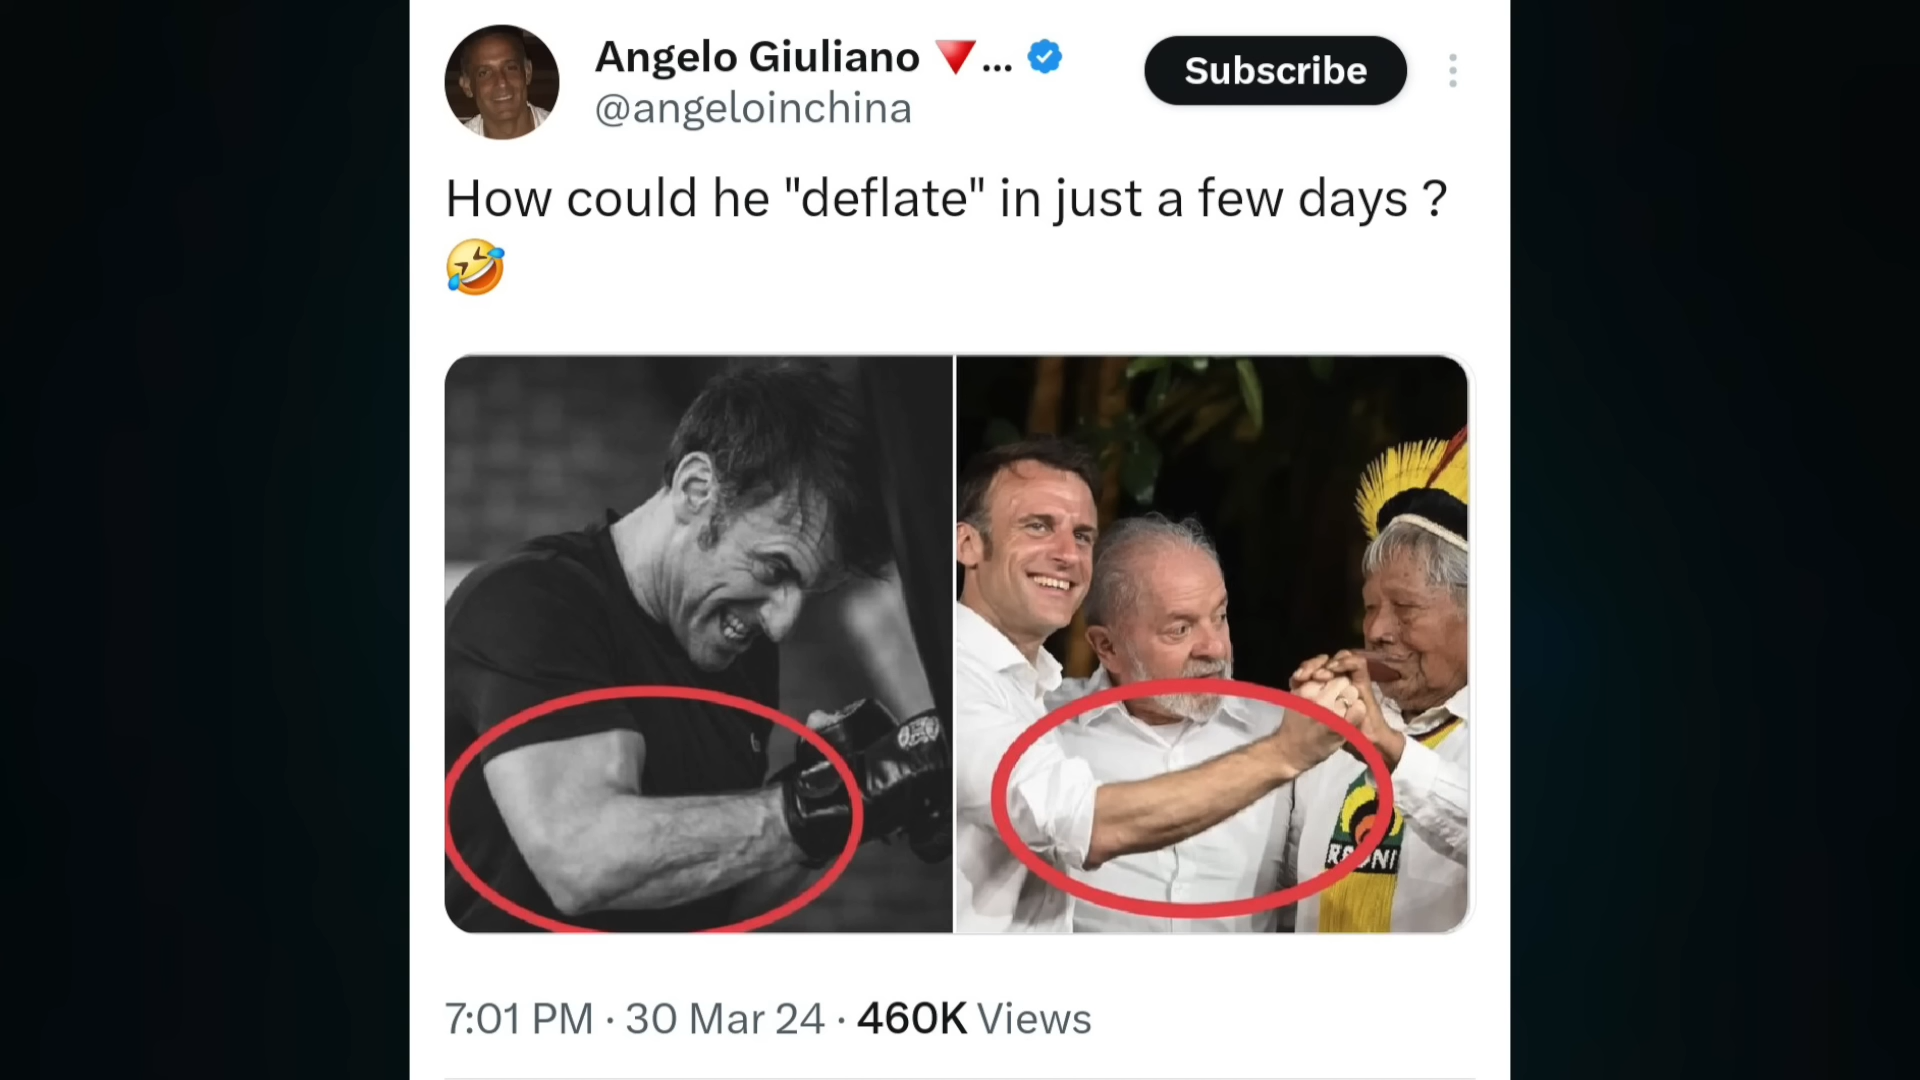 Angelo Giuliano 🔻...
@angeloinchina
Subscribe
How could he "deflate" in just a few days ?
🤣
RAONI
7:01 PM · 30 Mar 24 · 460K Views